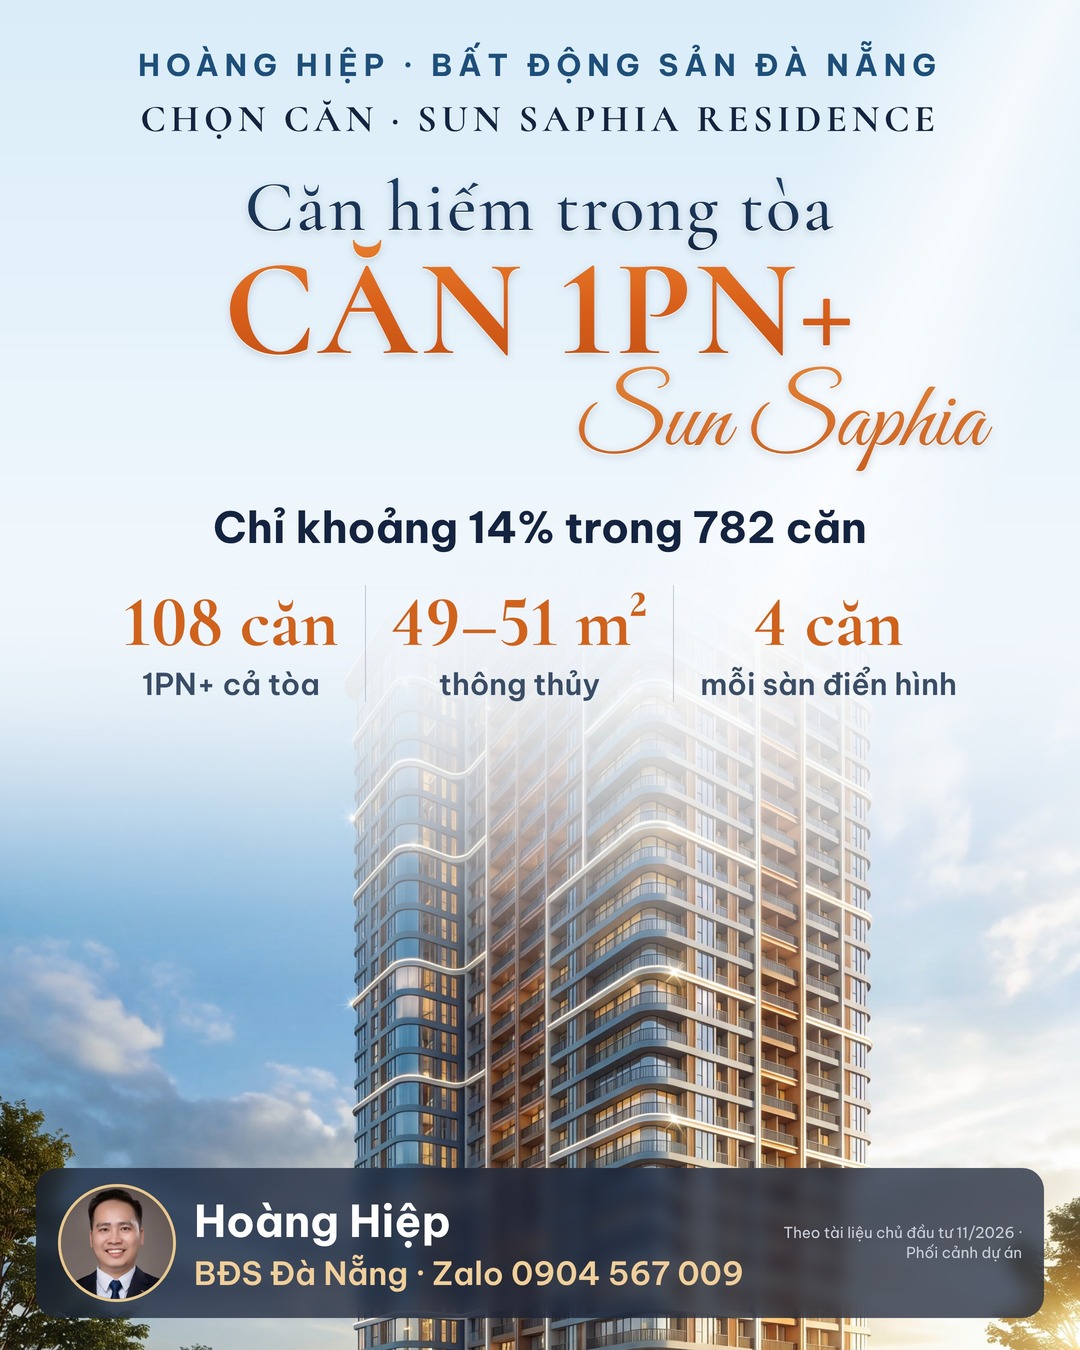 HOÀNG HIỆP · BẤT ĐỘNG SẢN ĐÀ NẴNG
CHỌN CĂN · SUN SAPHIA RESIDENCE
Căn hiếm trong tòa
CĂN 1PN+
Sun Saphia
Chỉ khoảng 14% trong 782 căn
108 căn
1PN+ cả tòa
49–51 m²
thông thủy
4 căn
mỗi sàn điển hình
Hoàng Hiệp
BĐS Đà Nẵng · Zalo 0904 567 009
Theo tài liệu chủ đầu tư 11/2026 ·
Phối cảnh dự án